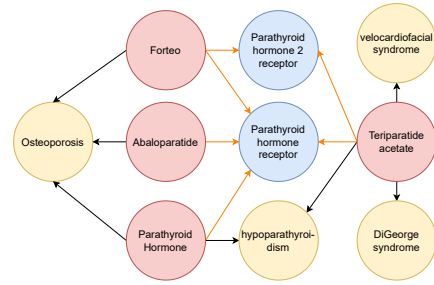 Forteo
Parathyroid
hormone 2
receptor
velocardiofacial
syndrome
Osteoporosis
Abaloparatide
Parathyroid
hormone
receptor
Teriparatide
acetate
Parathyroid
Hormone
hypoparathyroi-
dism
DiGeorge
syndrome